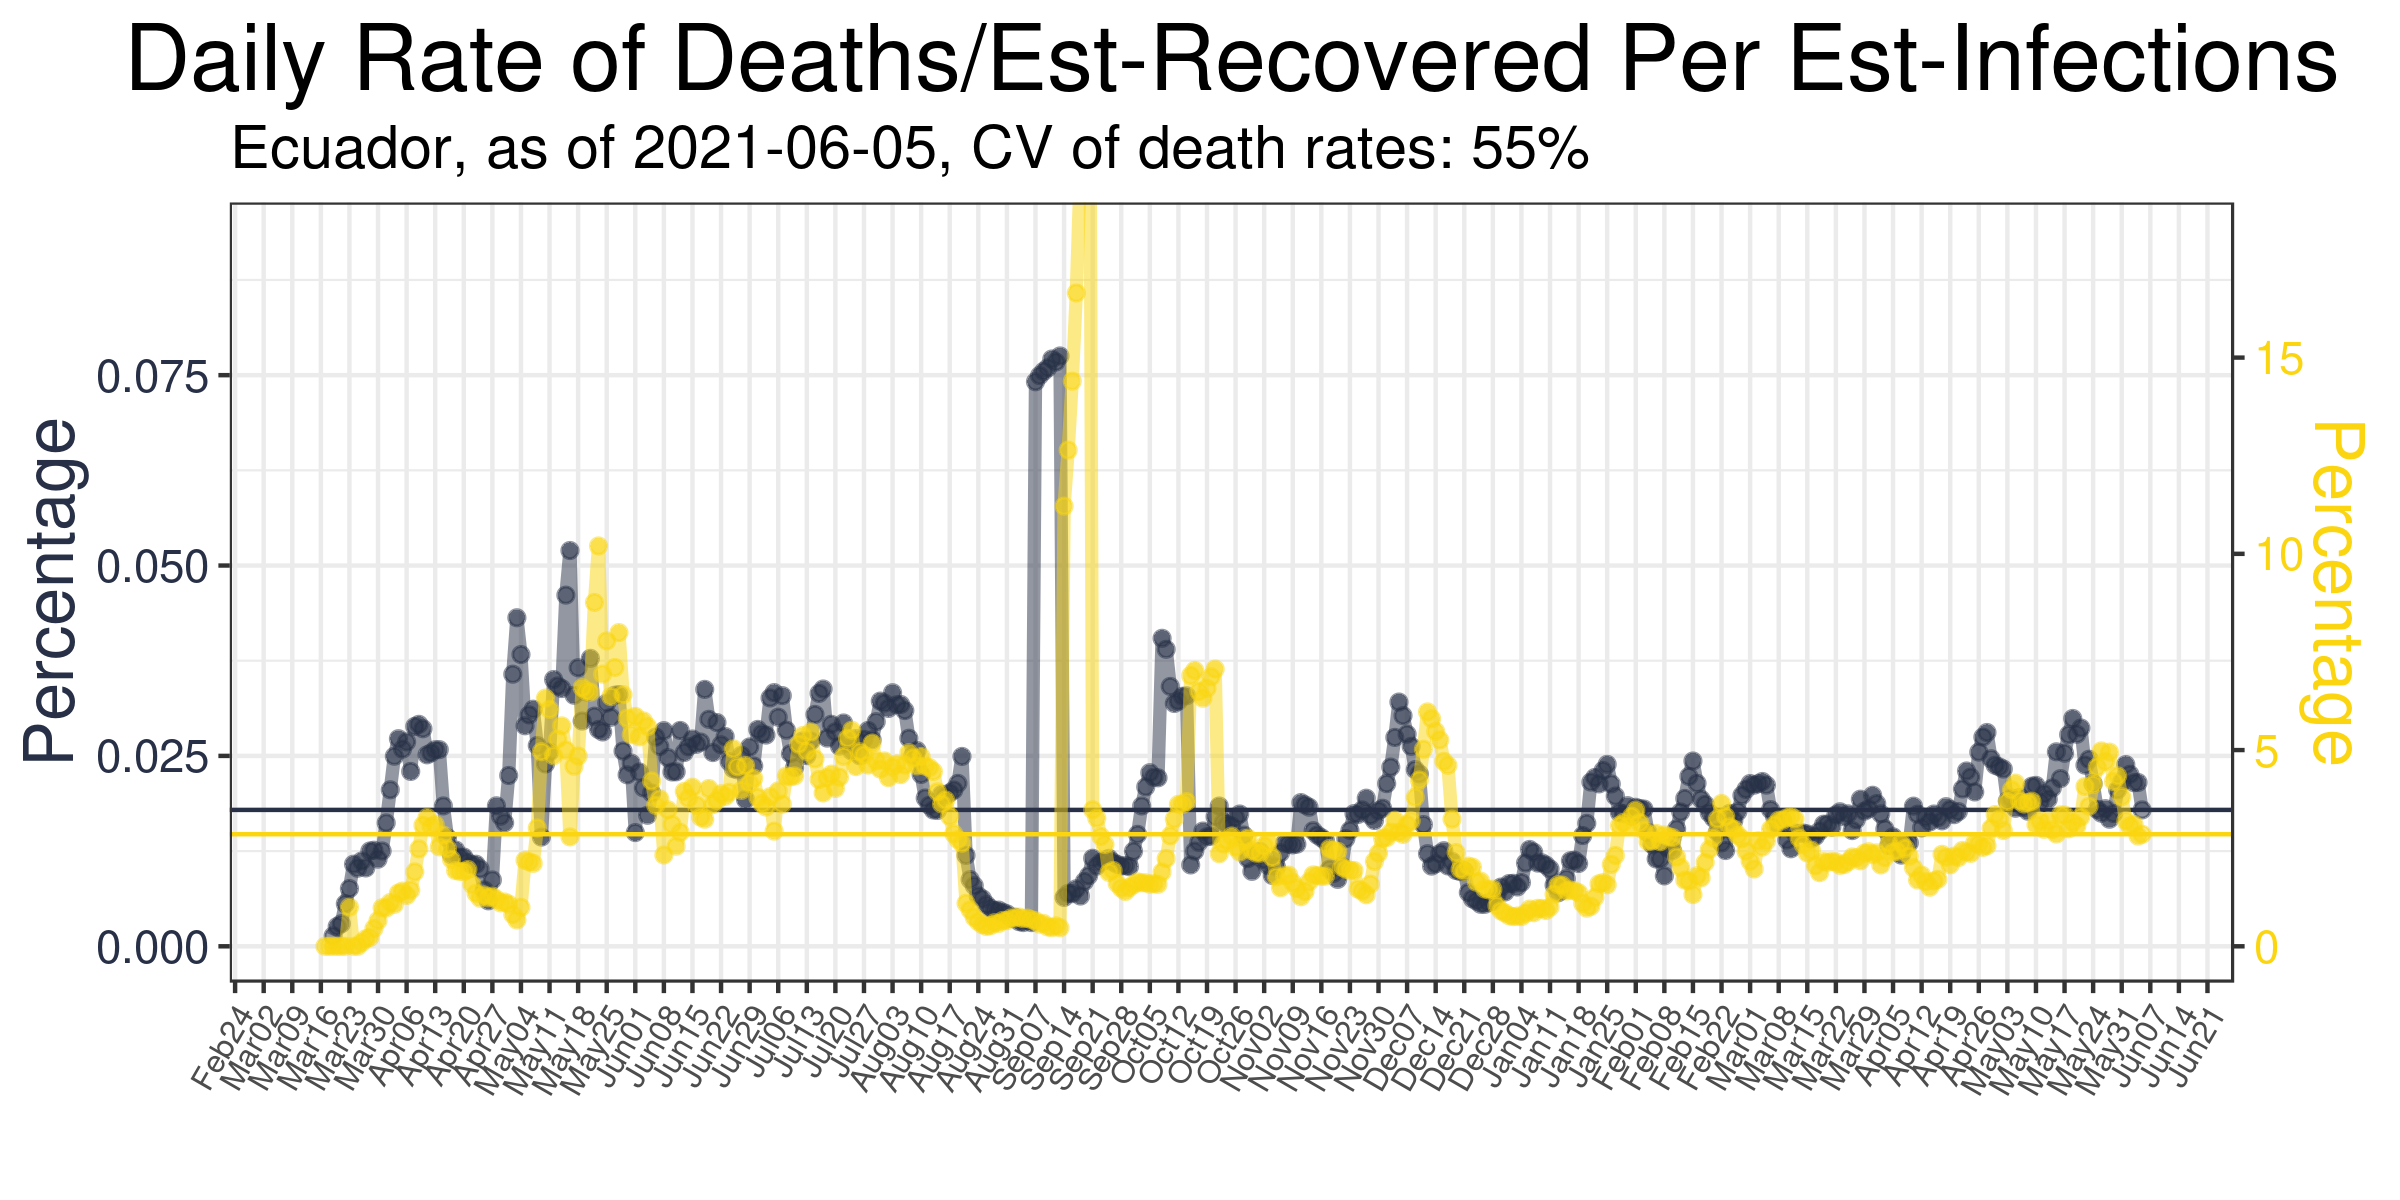 Daily Rate of Deaths/Est-Recovered Per Est-Infections
Ecuador, as of 2021-06-05, CV of death rates: 55%
Percentage
0.075
0.050
0.025
0.000
15
10
5
0
Percentage
Feb24
Mar02
Mar09
Mar16
Mar23
Mar30
Apr06
Apr13
Apr20
Apr27
May04
May11
May18
May25
Jun01
Jun08
Jun15
Jun22
Jun29
Jul06
Jul13
Jul20
Jul27
Aug03
Aug10
Aug17
Aug24
Aug31
Sep07
Sep14
Sep21
Sep28
Oct05
Oct12
Oct19
Oct26
Nov02
Nov09
Nov16
Nov23
Nov30
Dec07
Dec14
Dec21
Dec28
Jan04
Jan11
Jan18
Jan25
Feb01
Feb08
Feb15
Feb22
Mar01
Mar08
Mar15
Mar22
Mar29
Apr05
Apr12
Apr19
Apr26
May03
May10
May17
May24
May31
Jun07
Jun14
Jun21